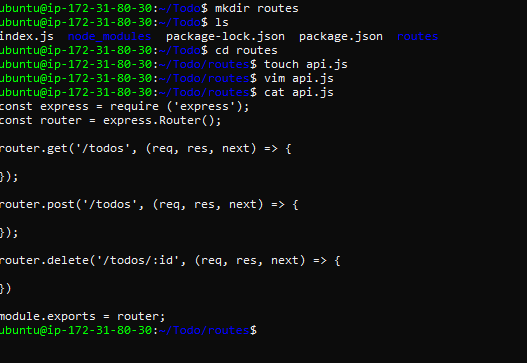 ubuntu@ip-172-31-80-30:~/Todo$ mkdir routes
ubuntu@ip-172-31-80-30:~/Todo$ ls
index.js  node_modules  package-lock.json  package.json  routes
ubuntu@ip-172-31-80-30:~/Todo$ cd routes
ubuntu@ip-172-31-80-30:~/Todo/routes$ touch api.js
ubuntu@ip-172-31-80-30:~/Todo/routes$ vim api.js
ubuntu@ip-172-31-80-30:~/Todo/routes$ cat api.js
const express = require ('express');
const router = express.Router();
router.get('/todos', (req, res, next) => {
});
router.post('/todos', (req, res, next) => {
});
router.delete('/todos/:id', (req, res, next) => {
})
module.exports = router;
ubuntu@ip-172-31-80-30:~/Todo/routes$